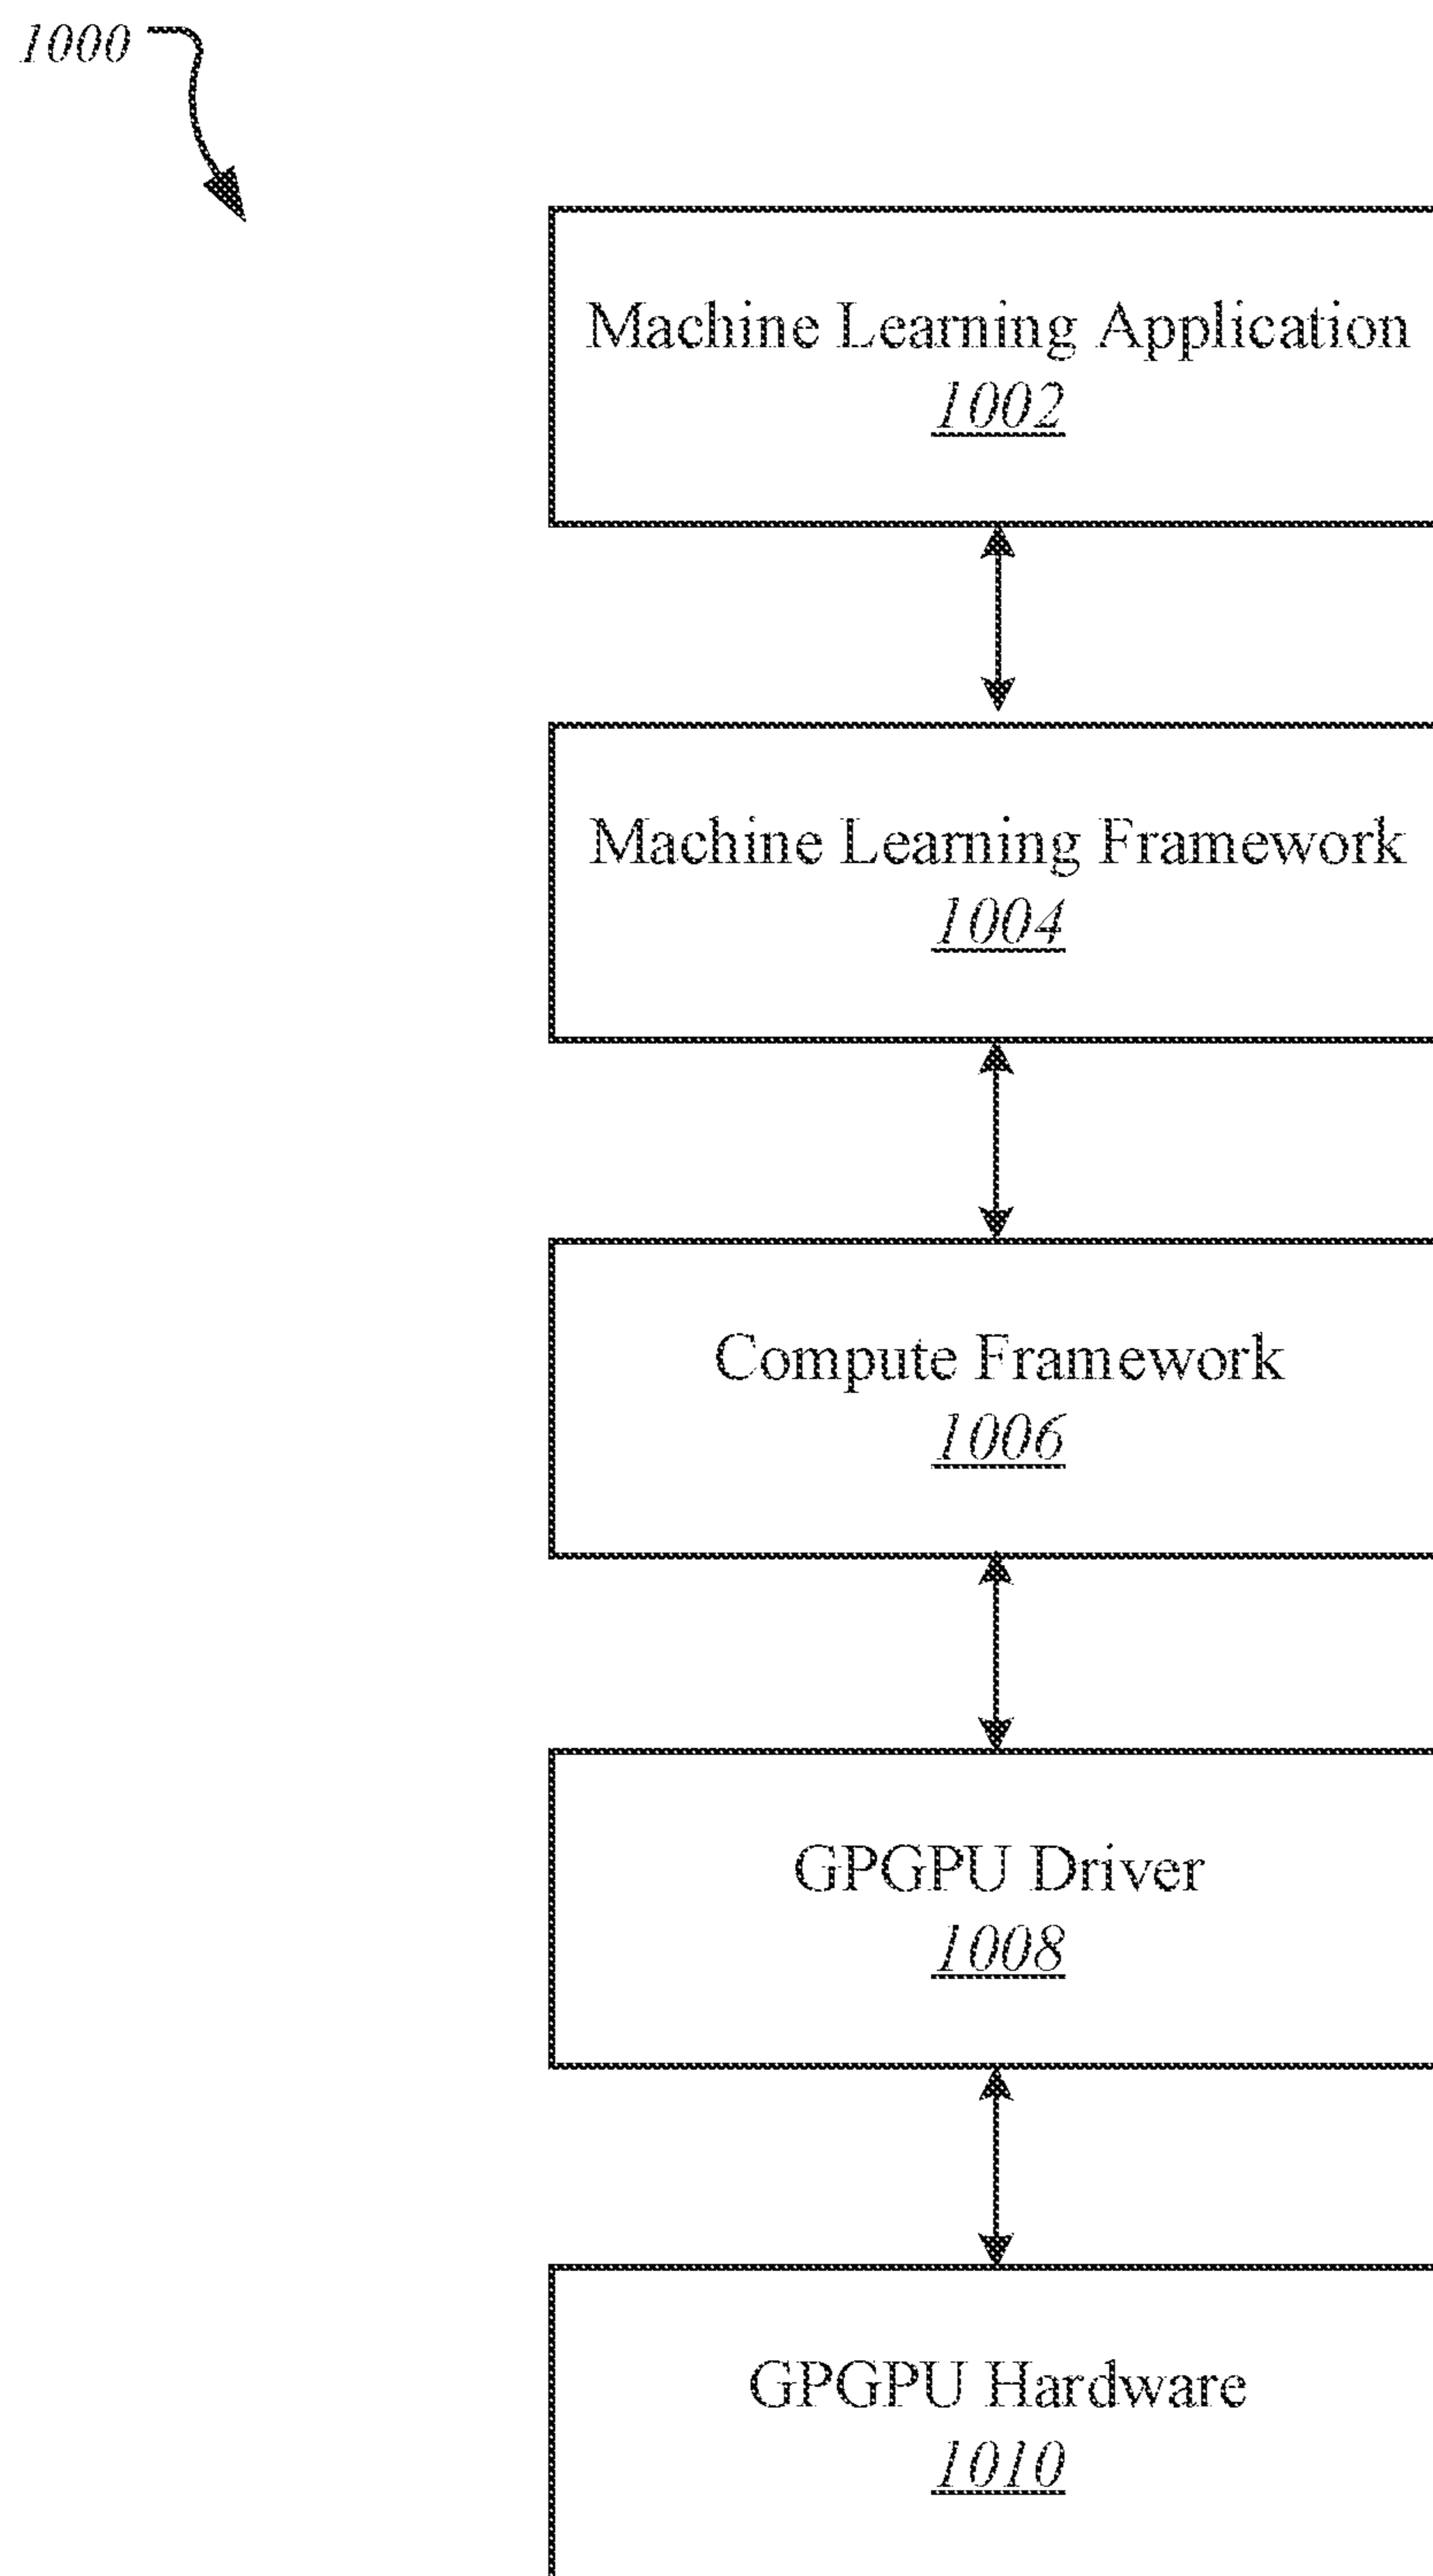 1000
Machine Learning Application
1002
Machine Learning Framework
1004
Compute Framework
1006
GPGPU Driver
1008
GPGPU Hardware
1010